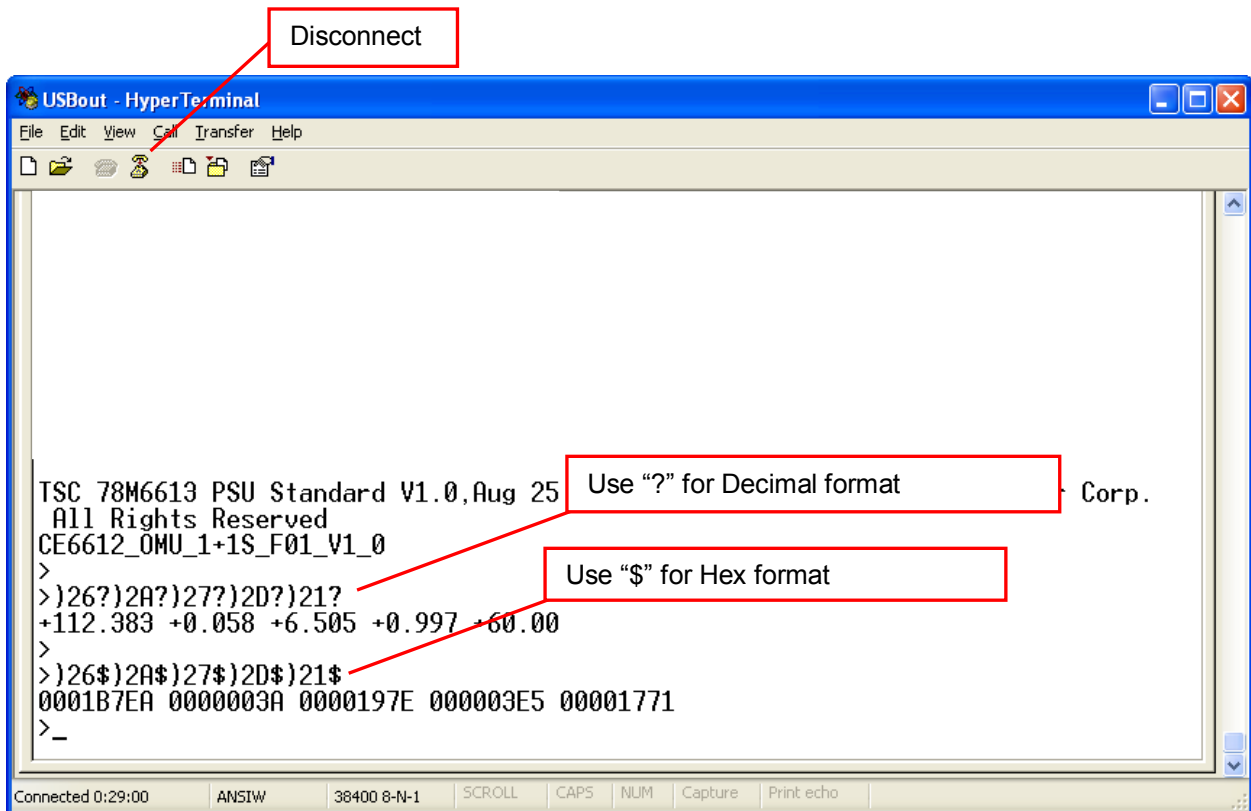 Disconnect
USBout - HyperTerminal
File Edit View Call Transfer Help
TSC 78M6613 PSU Standard V1.0,Aug 25 Corp.
Use “?” for Decimal format
All Rights Reserved
CE6612_OMU_1+1S_F01_V1_0
>
Use “$” for Hex format
>)26?)2A?)27?)2D?)21?
+112.383 +0.058 +6.505 +0.997 +60.00
>
>)26$)2A$)27$)2D$)21$
0001B7EA 0000003A 0000197E 000003E5 00001771
>_
Connected 0:29:00 ANSIW 38400 8-N-1 SCROLL CAPS NUM Capture Print echo